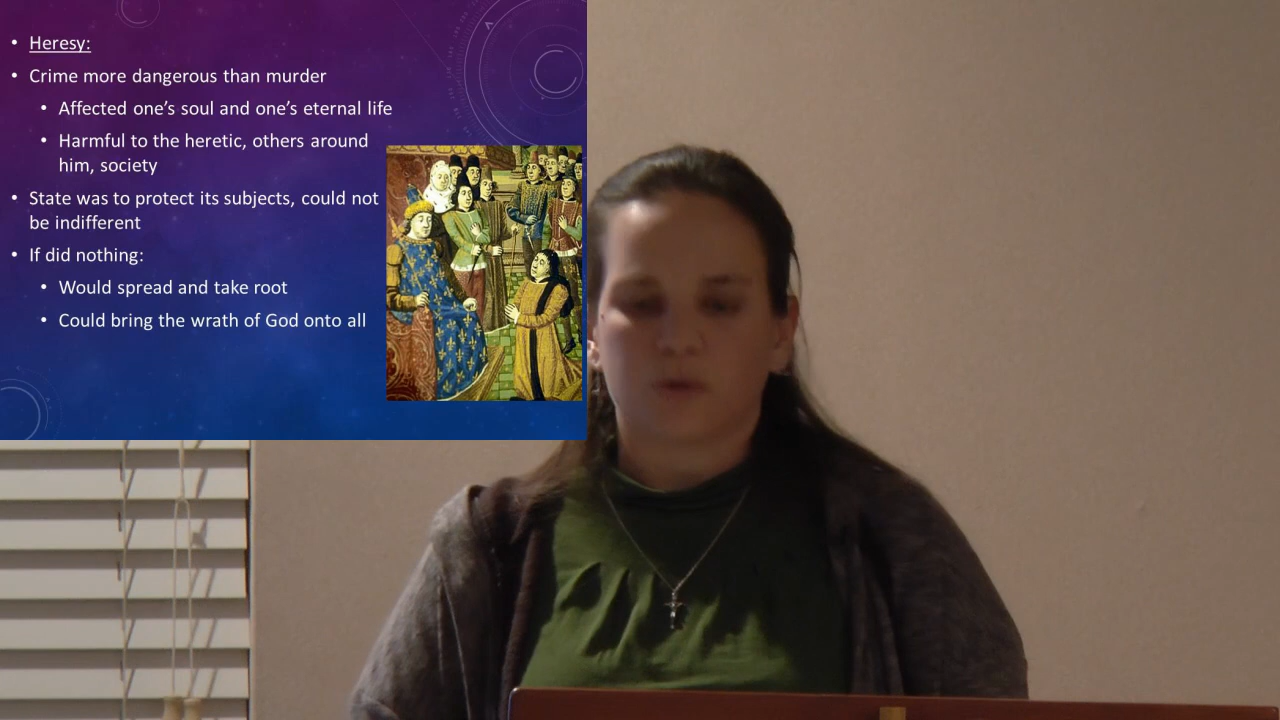 • Heresy:
• Crime more dangerous than murder
• Affected one's soul and one's eternal life
• Harmful to the heretic, others around
him, society
• State was to protect its subjects, could not
be indifferent
• If did nothing:
• Would spread and take root
• Could bring the wrath of God onto all